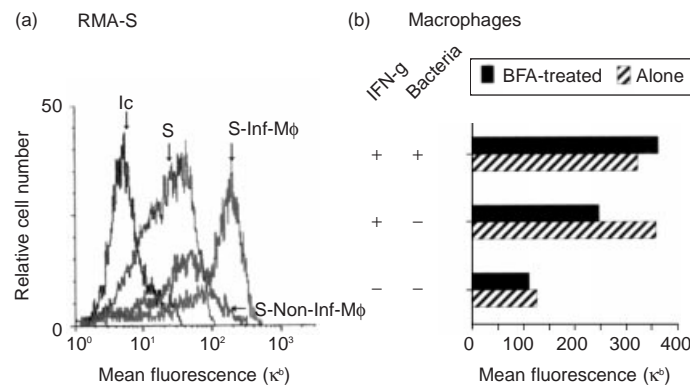 (a) RMA-S
50
Ic
S
S-Inf-Mϕ
Relative cell number
S-Non-Inf-Mϕ
0
10⁰ 10¹ 10² 10³
Mean fluorescence (κᵇ)
(b) Macrophages
IFN-g
Bacteria
BFA-treated Alone
+ +
+ –
– –
0 100 200 300 400
Mean fluorescence (κᵇ)